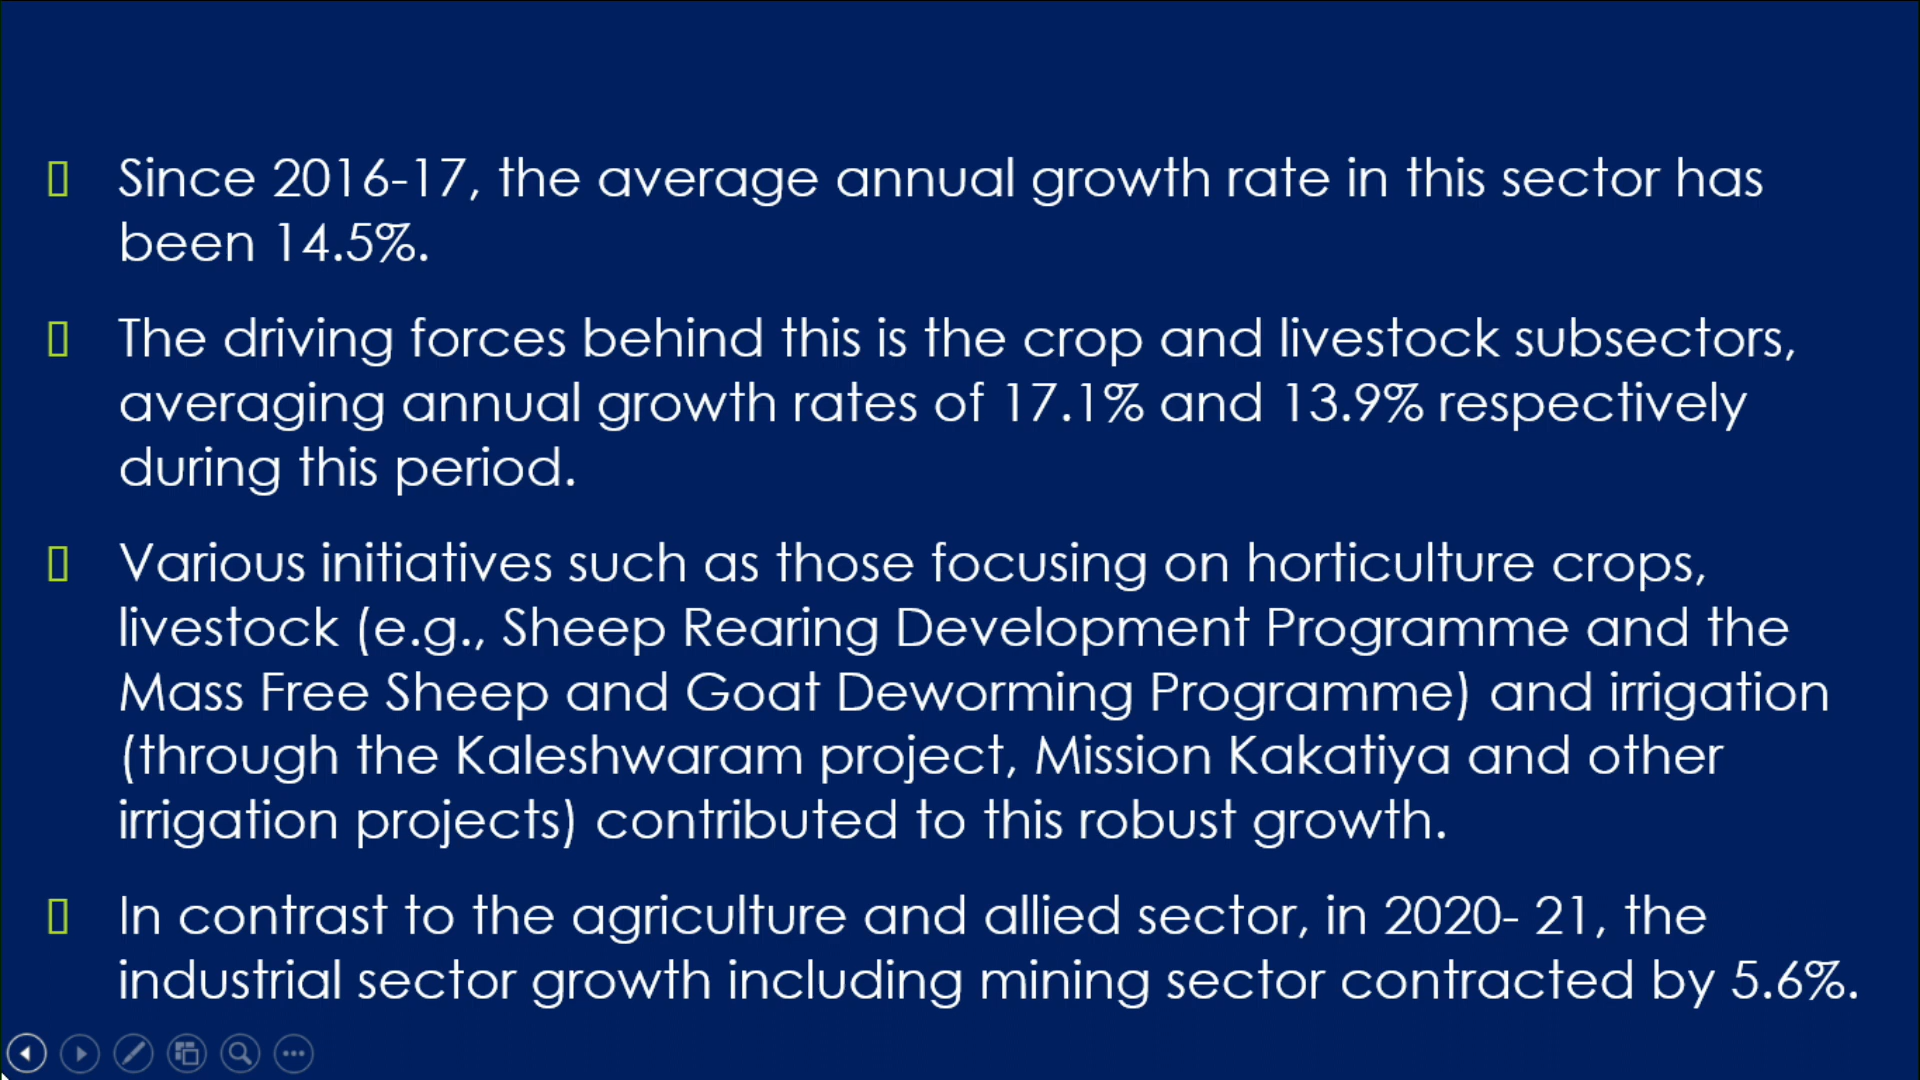 Since 2016-17, the average annual growth rate in this sector has
been 14.5%.
The driving forces behind this is the crop and livestock subsectors,
averaging annual growth rates of 17.1% and 13.9% respectively
during this period.
Various initiatives such as those focusing on horticulture crops,
livestock (e.g., Sheep Rearing Development Programme and the
Mass Free Sheep and Goat Deworming Programme) and irrigation
(through the Kaleshwaram project, Mission Kakatiya and other
irrigation projects) contributed to this robust growth.
In contrast to the agriculture and allied sector, in 2020- 21, the
industrial sector growth including mining sector contracted by 5.6%.